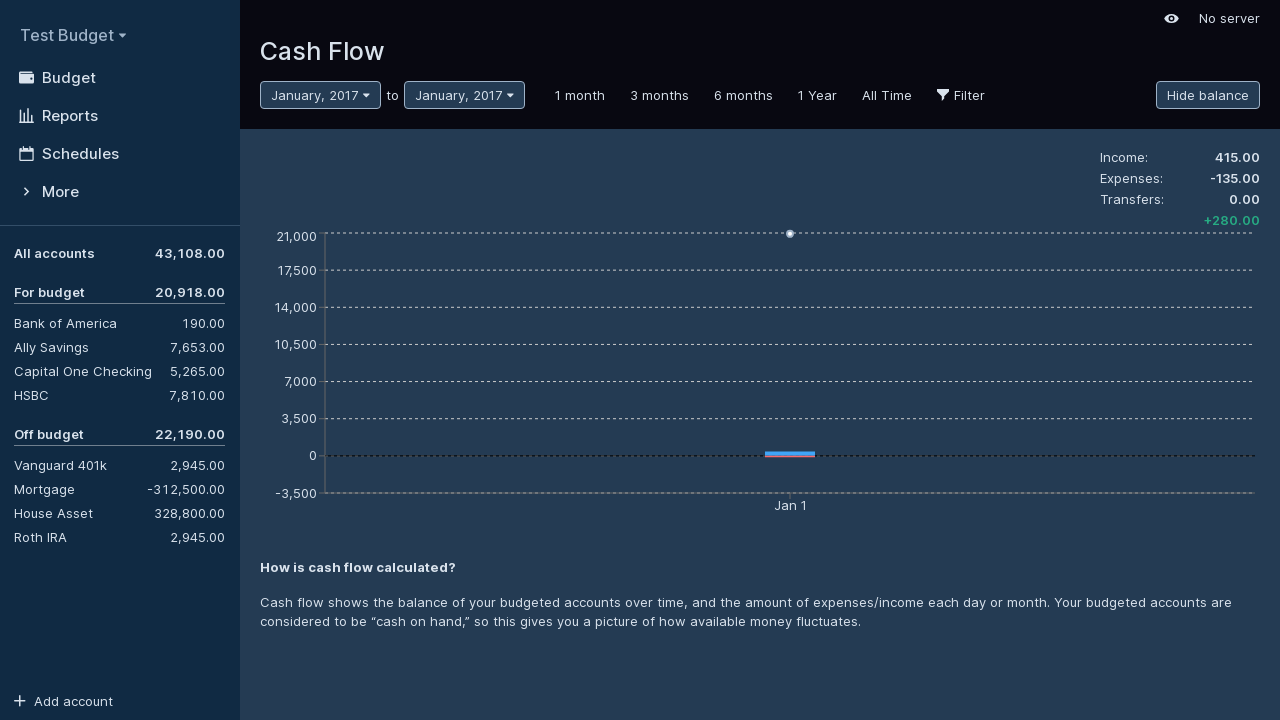 Test Budget
Budget
Reports
Schedules
More
All accounts 43,108.00
For budget 20,918.00
Bank of America 190.00
Ally Savings 7,653.00
Capital One Checking 5,265.00
HSBC 7,810.00
Off budget 22,190.00
Vanguard 401k 2,945.00
Mortgage -312,500.00
House Asset 328,800.00
Roth IRA 2,945.00
Add account
No server
Cash Flow
January, 2017 to January, 2017 1 month 3 months 6 months 1 Year All Time Filter Hide balance
Income: 415.00
Expenses: -135.00
Transfers: 0.00
+280.00
21,000
17,500
14,000
10,500
7,000
3,500
0
-3,500
Jan 1
How is cash flow calculated?
Cash flow shows the balance of your budgeted accounts over time, and the amount of expenses/income each day or month. Your budgeted accounts are
considered to be “cash on hand,” so this gives you a picture of how available money fluctuates.